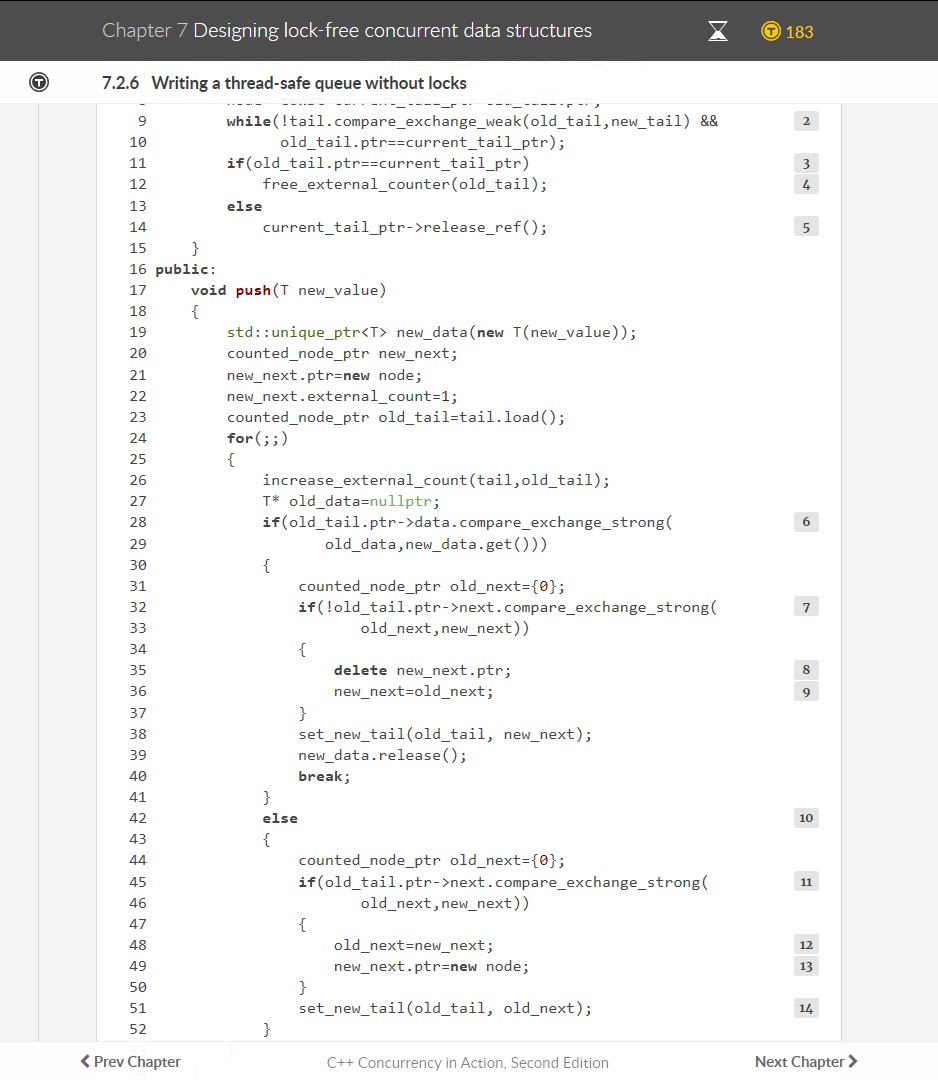 Chapter 7 Designing lock-free concurrent data structures
T 183
T 7.2.6 Writing a thread-safe queue without locks
9 while(!tail.compare_exchange_weak(old_tail,new_tail) && 2
10 old_tail.ptr==current_tail_ptr);
11 if(old_tail.ptr==current_tail_ptr) 3
12 free_external_counter(old_tail); 4
13 else
14 current_tail_ptr->release_ref(); 5
15 }
16 public:
17 void push(T new_value)
18 {
19 std::unique_ptr<T> new_data(new T(new_value));
20 counted_node_ptr new_next;
21 new_next.ptr=new node;
22 new_next.external_count=1;
23 counted_node_ptr old_tail=tail.load();
24 for(;;)
25 {
26 increase_external_count(tail,old_tail);
27 T* old_data=nullptr;
28 if(old_tail.ptr->data.compare_exchange_strong( 6
29 old_data,new_data.get()))
30 {
31 counted_node_ptr old_next={0};
32 if(!old_tail.ptr->next.compare_exchange_strong( 7
33 old_next,new_next))
34 {
35 delete new_next.ptr; 8
36 new_next=old_next; 9
37 }
38 set_new_tail(old_tail, new_next);
39 new_data.release();
40 break;
41 }
42 else 10
43 {
44 counted_node_ptr old_next={0};
45 if(old_tail.ptr->next.compare_exchange_strong( 11
46 old_next,new_next))
47 {
48 old_next=new_next; 12
49 new_next.ptr=new node; 13
50 }
51 set_new_tail(old_tail, old_next); 14
52 }
Prev Chapter
C++ Concurrency in Action, Second Edition
Next Chapter